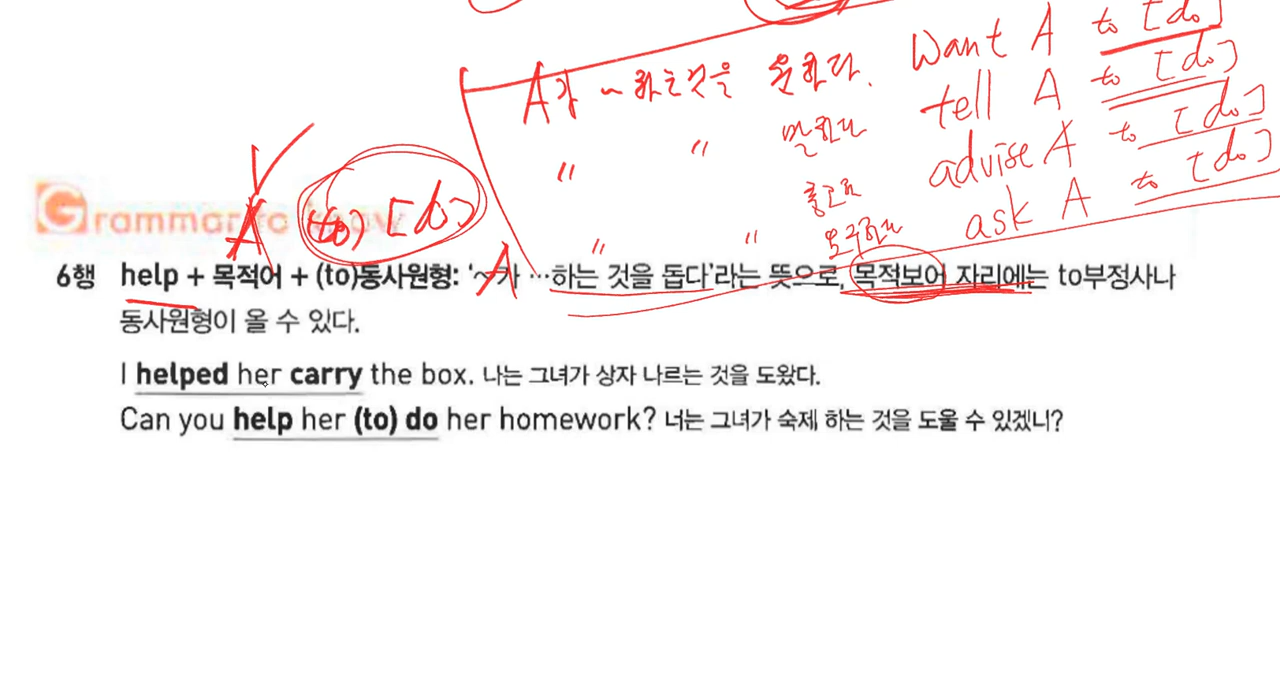 A가 ~하는것을 원한다. want A to [do]
〃 〃 말한다 tell A to [do]
충고 advise A to [do]
〃 〃 요구한다 ask A to [do]
V
A (to) [do]
Grammar to know
A
6행 help + 목적어 + (to)동사원형: ‘~가 …하는 것을 돕다’라는 뜻으로, 목적보어 자리에는 to부정사나
동사원형이 올 수 있다.
I helped her carry the box. 나는 그녀가 상자 나르는 것을 도왔다.
Can you help her (to) do her homework? 너는 그녀가 숙제 하는 것을 도울 수 있겠니?